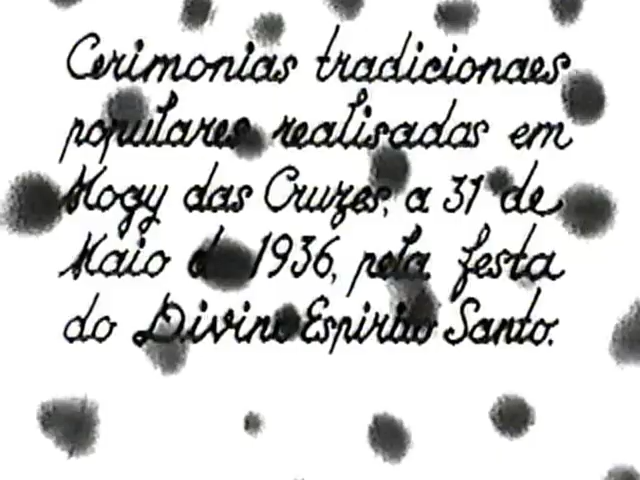 Cerimonias tradicionaes
populares realisadas em
Mogy das Cruzes, a 31 de
Maio de 1936, pela festa
do Divino Espirito Santo.